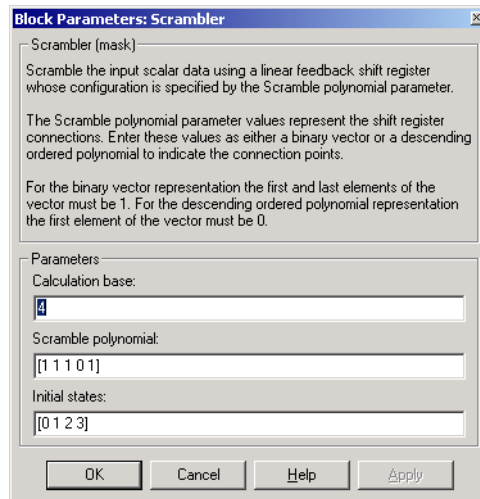 Block Parameters: Scrambler
Scrambler (mask)
Scramble the input scalar data using a linear feedback shift register
whose configuration is specified by the Scramble polynomial parameter.
The Scramble polynomial parameter values represent the shift register
connections. Enter these values as either a binary vector or a descending
ordered polynomial to indicate the connection points.
For the binary vector representation the first and last elements of the
vector must be 1. For the descending ordered polynomial representation
the first element of the vector must be 0.
Parameters
Calculation base:
4
Scramble polynomial:
[1 1 1 0 1]
Initial states:
[0 1 2 3]
OK Cancel Help Apply